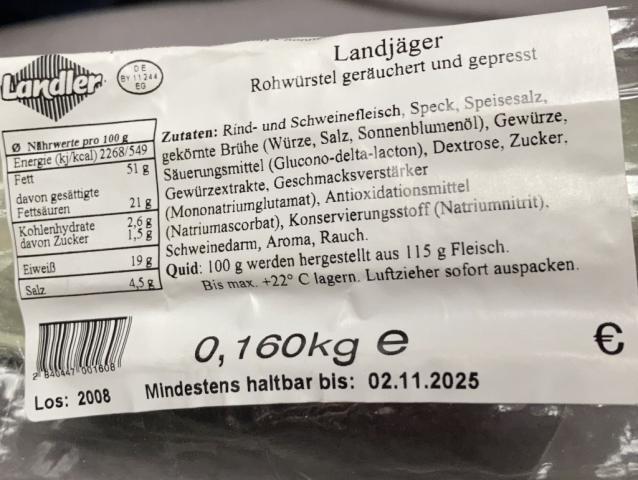 Landler
DE
BY 11244
EG
Landjäger
Rohwürstel geräuchert und gepresst
Ø Nährwerte pro 100 g
Energie (kj/kcal) 2268/549
Fett 51 g
davon gesättigte
Fettsäuren 21 g
Kohlenhydrate 2,6 g
davon Zucker 1,5 g
Eiweiß 19 g
Salz 4,5 g
Zutaten: Rind- und Schweinefleisch, Speck, Speisesalz,
gekörnte Brühe (Würze, Salz, Sonnenblumenöl), Gewürze,
Säuerungsmittel (Glucono-delta-lacton), Dextrose, Zucker,
Gewürzextrakte, Geschmacksverstärker
(Mononatriumglutamat), Antioxidationsmittel
(Natriumascorbat), Konservierungsstoff (Natriumnitrit),
Schweinedarm, Aroma, Rauch.
Quid: 100 g werden hergestellt aus 115 g Fleisch.
Bis max. +22° C lagern. Luftzieher sofort auspacken.
2 840447 001608
0,160kg e
€
Los: 2008
Mindestens haltbar bis: 02.11.2025